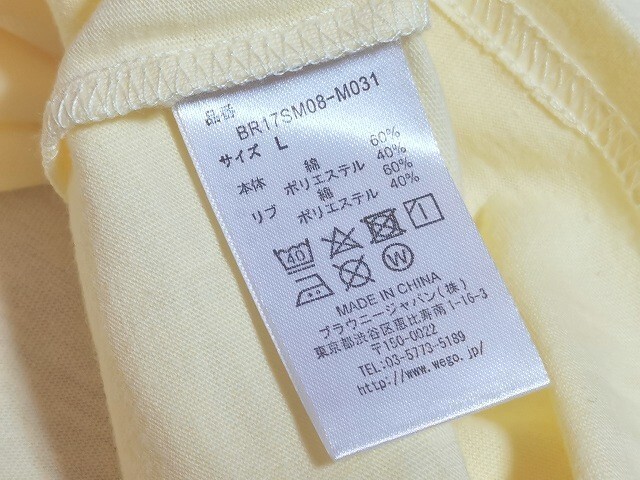 品番
BR17SM08-M031
サイズ L
本体 綿 60%
ポリエステル 40%
リブ 綿 60%
ポリエステル 40%
40
W
MADE IN CHINA
ブラウニージャパン(株)
東京都渋谷区恵比寿南1-16-3
〒150-0022
TEL:03-5773-5189
http://www.wego.jp/